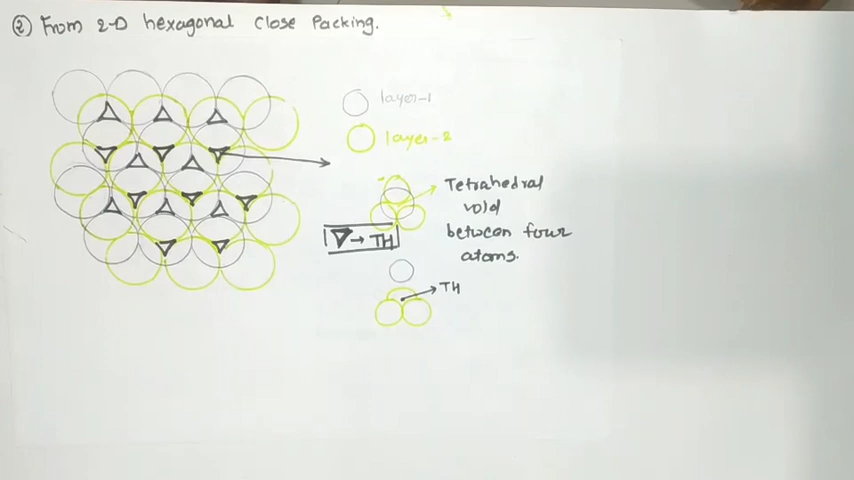 ② From 2-D hexagonal Close Packing.
layer-1
layer-2
Tetrahedral
void
between four
atoms.
▽→ TH
TH